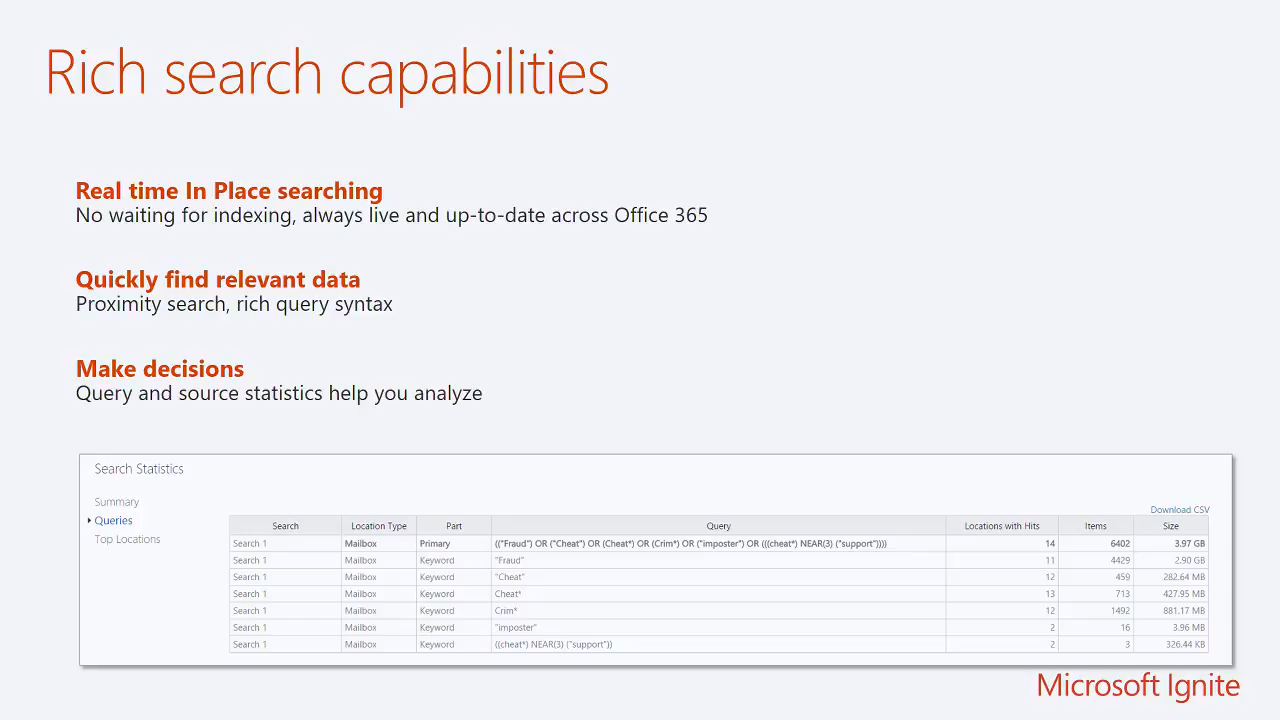 Rich search capabilities
Real time In Place searching
No waiting for indexing, always live and up-to-date across Office 365
Quickly find relevant data
Proximity search, rich query syntax
Make decisions
Query and source statistics help you analyze
Search Statistics
Summary
Queries
Top Locations
Download CSV
Search Location Type Part Query Locations with Hits Items Size
Search 1 Mailbox Primary (("Fraud") OR ("Cheat") OR (Cheat*) OR (Crim*) OR ("imposter") OR (((cheat*) NEAR(3) ("support")))) 14 6402 3.97 GB
Search 1 Mailbox Keyword "Fraud" 11 4429 2.90 GB
Search 1 Mailbox Keyword "Cheat" 12 459 282.64 MB
Search 1 Mailbox Keyword Cheat* 13 713 427.95 MB
Search 1 Mailbox Keyword Crim* 12 1492 881.17 MB
Search 1 Mailbox Keyword "imposter" 2 16 3.96 MB
Search 1 Mailbox Keyword ((cheat*) NEAR(3) ("support")) 2 3 326.44 KB
Microsoft Ignite